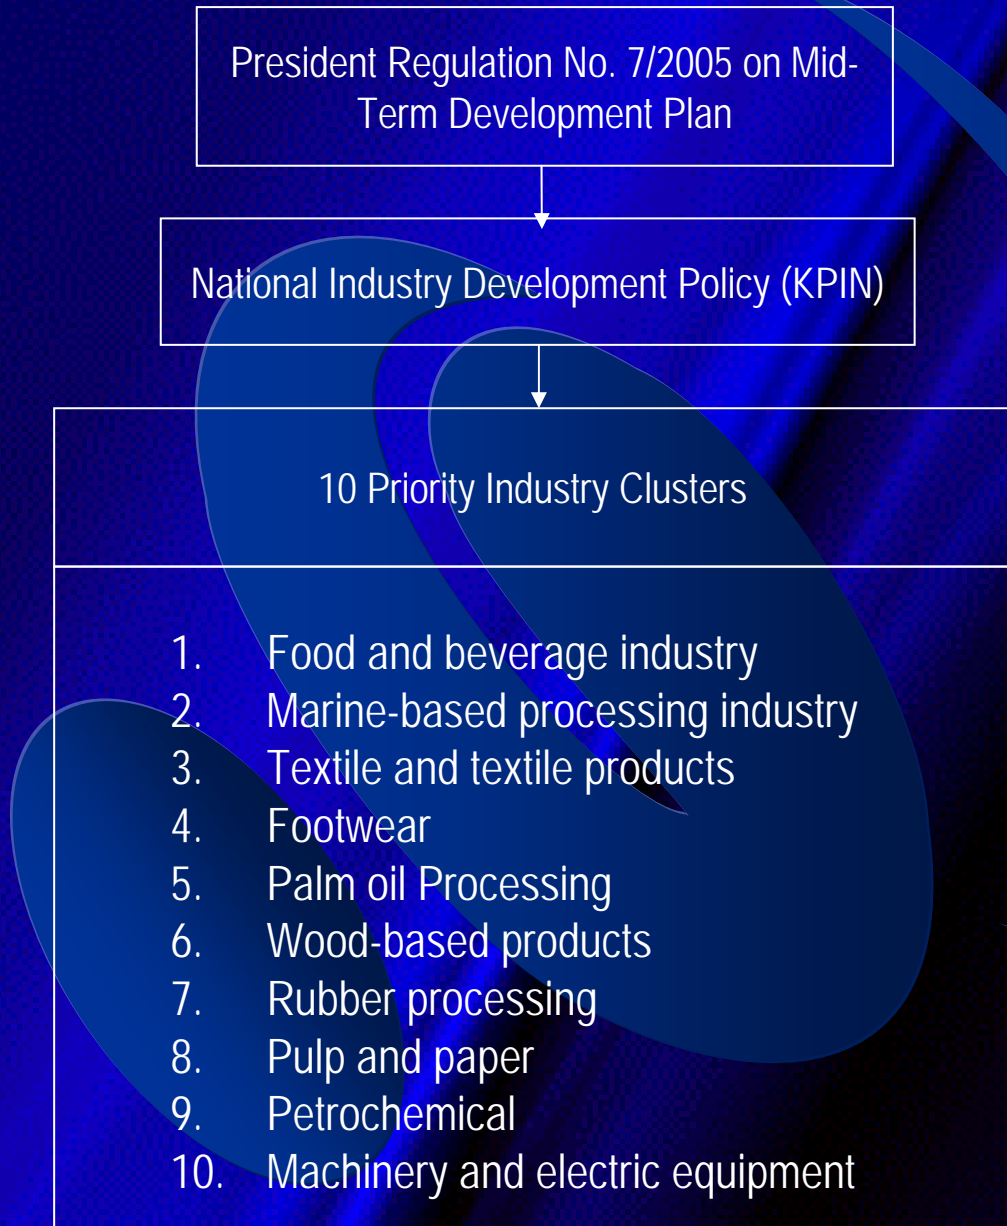 President Regulation No. 7/2005 on Mid-
Term Development Plan
National Industry Development Policy (KPIN)
10 Priority Industry Clusters
1. Food and beverage industry
2. Marine-based processing industry
3. Textile and textile products
4. Footwear
5. Palm oil Processing
6. Wood-based products
7. Rubber processing
8. Pulp and paper
9. Petrochemical
10. Machinery and electric equipment